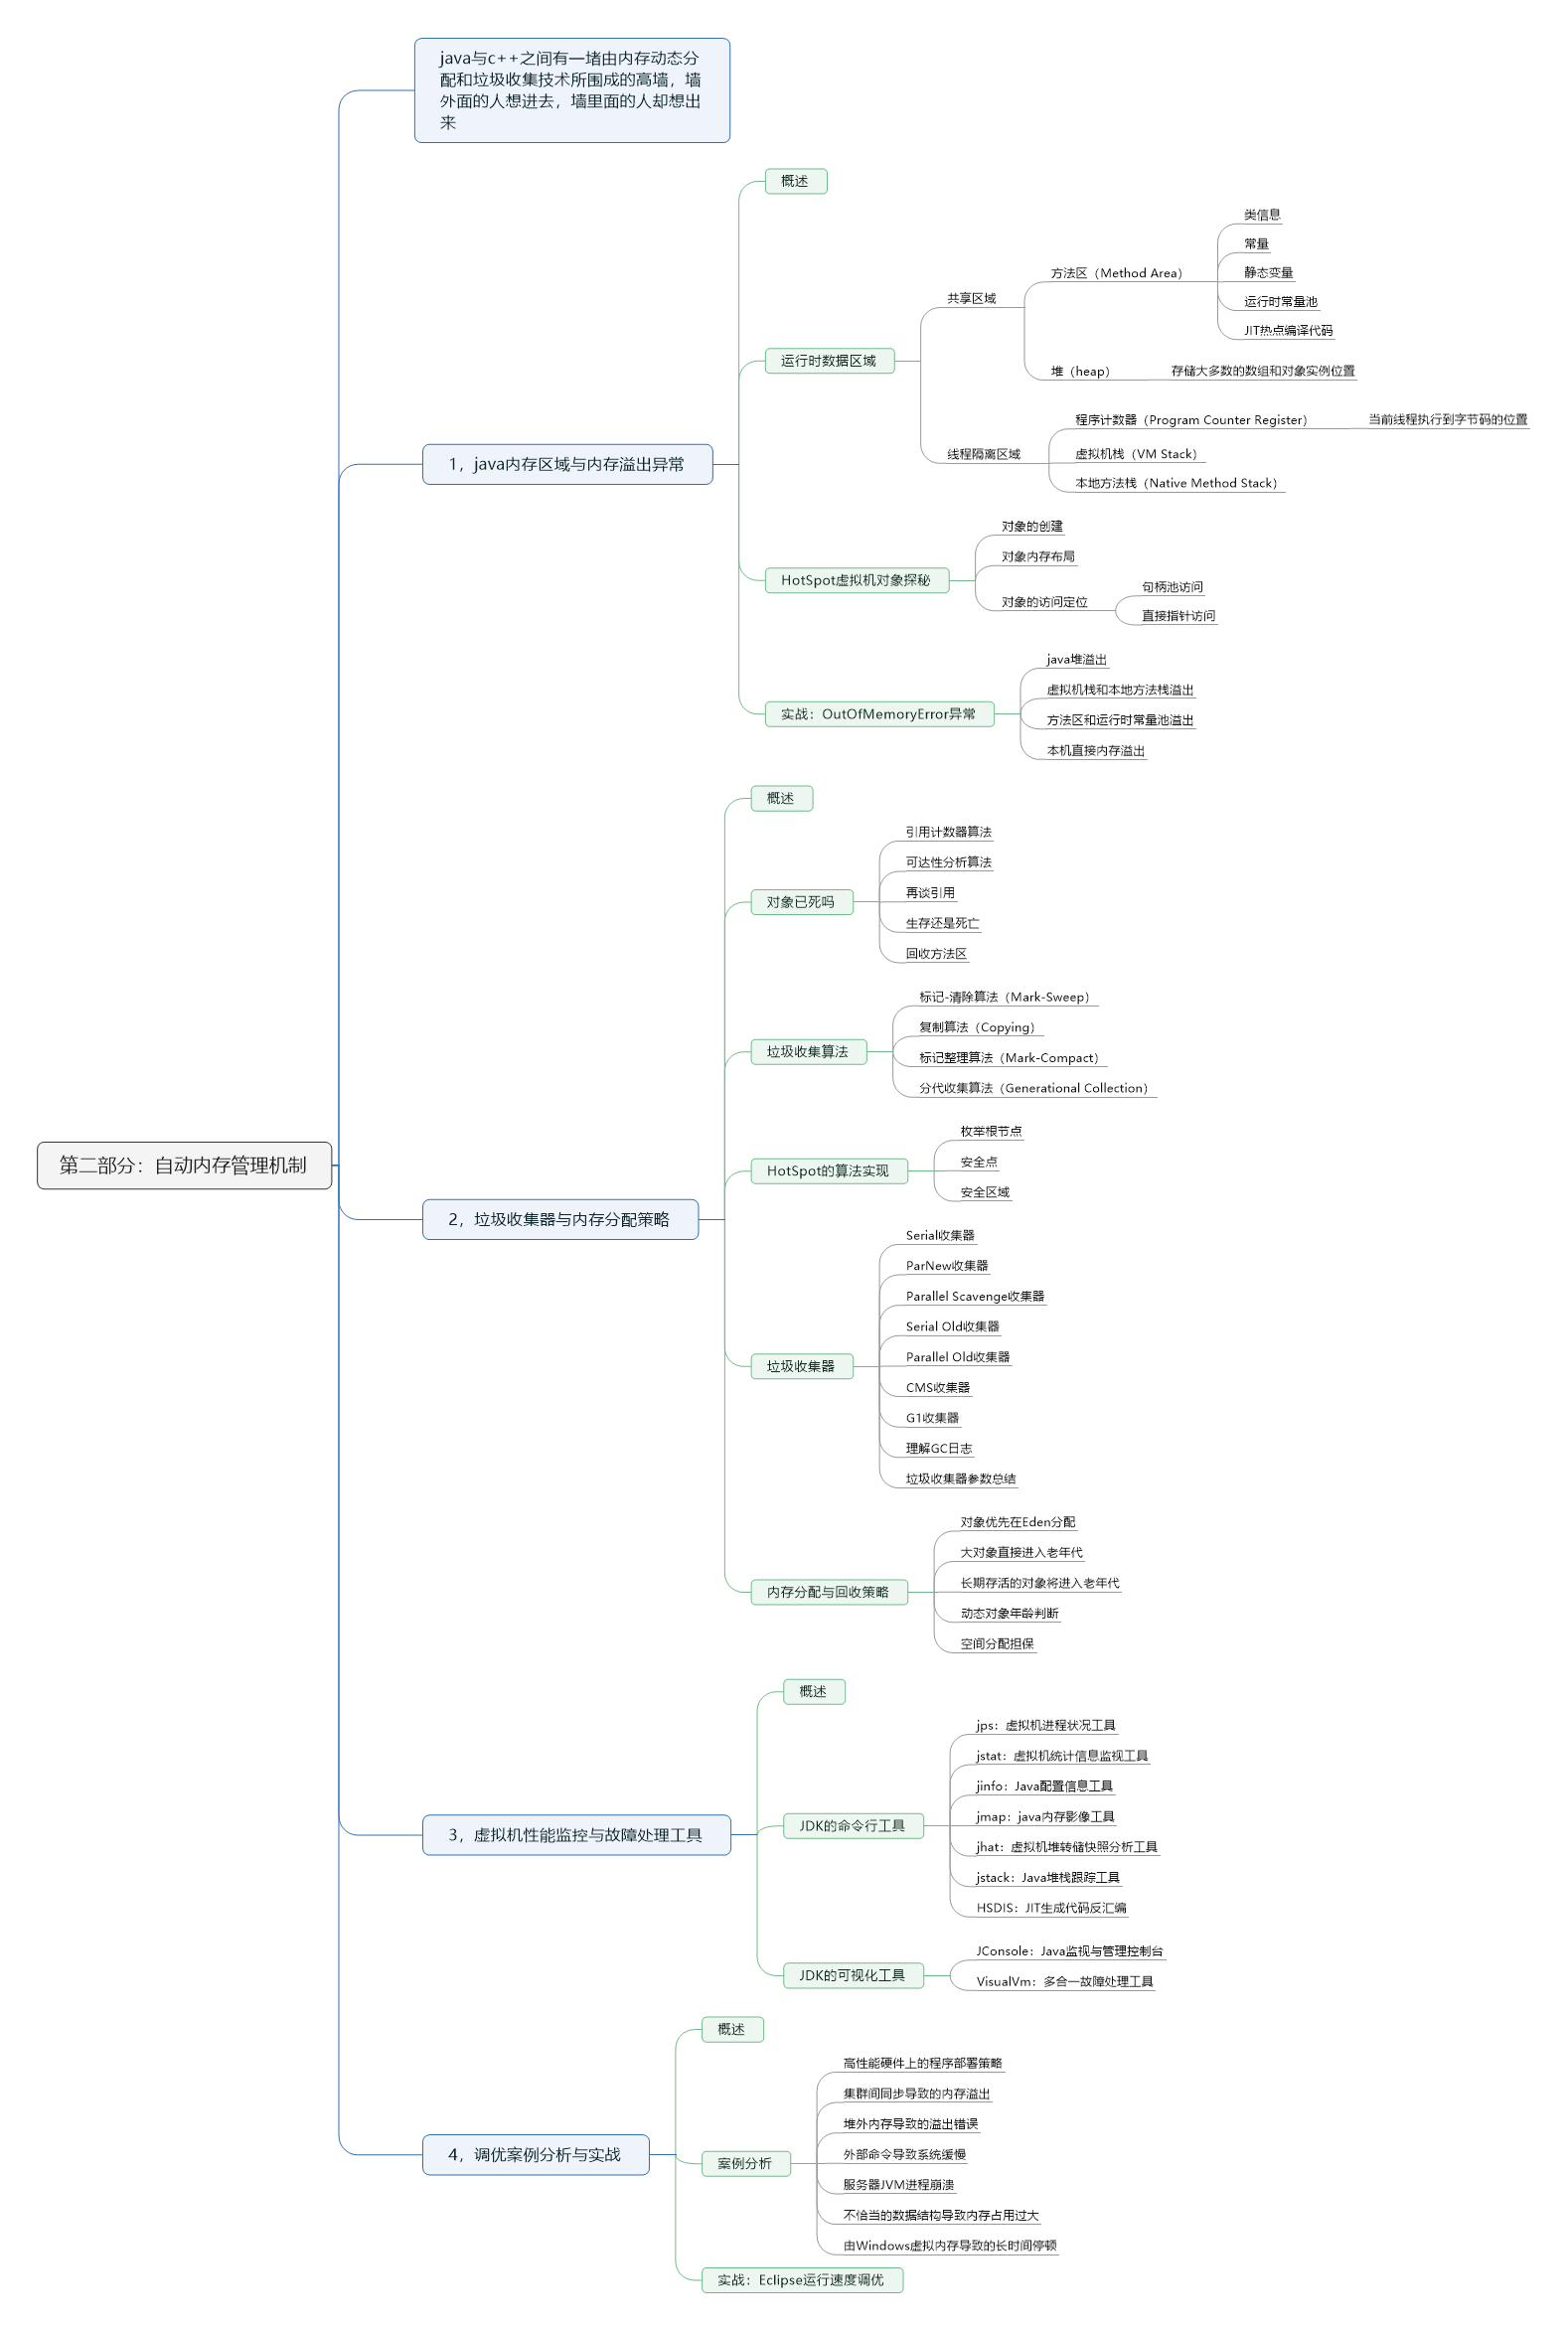 java与c++之间有一堵由内存动态分
配和垃圾收集技术所围成的高墙，墙
外面的人想进去，墙里面的人却想出
来
第二部分：自动内存管理机制
1，java内存区域与内存溢出异常
概述
运行时数据区域
共享区域
方法区（Method Area）
类信息
常量
静态变量
运行时常量池
JIT热点编译代码
堆（heap）
存储大多数的数组和对象实例位置
线程隔离区域
程序计数器（Program Counter Register）
当前线程执行到字节码的位置
虚拟机栈（VM Stack）
本地方法栈（Native Method Stack）
HotSpot虚拟机对象探秘
对象的创建
对象内存布局
对象的访问定位
句柄池访问
直接指针访问
实战：OutOfMemoryError异常
java堆溢出
虚拟机栈和本地方法栈溢出
方法区和运行时常量池溢出
本机直接内存溢出
2，垃圾收集器与内存分配策略
概述
对象已死吗
引用计数器算法
可达性分析算法
再谈引用
生存还是死亡
回收方法区
垃圾收集算法
标记-清除算法（Mark-Sweep）
复制算法（Copying）
标记整理算法（Mark-Compact）
分代收集算法（Generational Collection）
HotSpot的算法实现
枚举根节点
安全点
安全区域
垃圾收集器
Serial收集器
ParNew收集器
Parallel Scavenge收集器
Serial Old收集器
Parallel Old收集器
CMS收集器
G1收集器
理解GC日志
垃圾收集器参数总结
内存分配与回收策略
对象优先在Eden分配
大对象直接进入老年代
长期存活的对象将进入老年代
动态对象年龄判断
空间分配担保
3，虚拟机性能监控与故障处理工具
概述
JDK的命令行工具
jps：虚拟机进程状况工具
jstat：虚拟机统计信息监视工具
jinfo：Java配置信息工具
jmap：java内存影像工具
jhat：虚拟机堆转储快照分析工具
jstack：Java堆栈跟踪工具
HSDIS：JIT生成代码反汇编
JDK的可视化工具
JConsole：Java监视与管理控制台
VisualVm：多合一故障处理工具
4，调优案例分析与实战
概述
案例分析
高性能硬件上的程序部署策略
集群间同步导致的内存溢出
堆外内存导致的溢出错误
外部命令导致系统缓慢
服务器JVM进程崩溃
不恰当的数据结构导致内存占用过大
由Windows虚拟内存导致的长时间停顿
实战：Eclipse运行速度调优